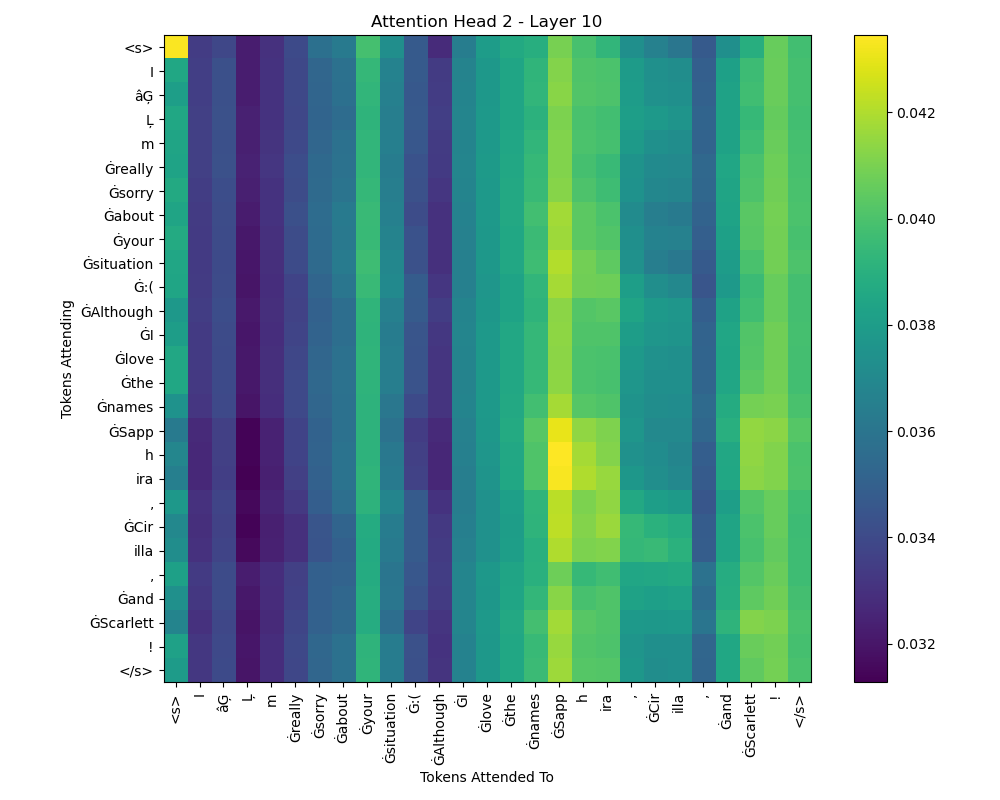 Attention Head 2 - Layer 10
Tokens Attending
<s>
I
âĢ
Ļ
m
Ġreally
Ġsorry
Ġabout
Ġyour
Ġsituation
Ġ:(
ĠAlthough
ĠI
Ġlove
Ġthe
Ġnames
ĠSapp
h
ira
,
ĠCir
illa
,
Ġand
ĠScarlett
!
</s>
<s>
I
âĢ
Ļ
m
Ġreally
Ġsorry
Ġabout
Ġyour
Ġsituation
Ġ:(
ĠAlthough
ĠI
Ġlove
Ġthe
Ġnames
ĠSapp
h
ira
,
ĠCir
illa
,
Ġand
ĠScarlett
!
</s>
Tokens Attended To
0.042
0.040
0.038
0.036
0.034
0.032